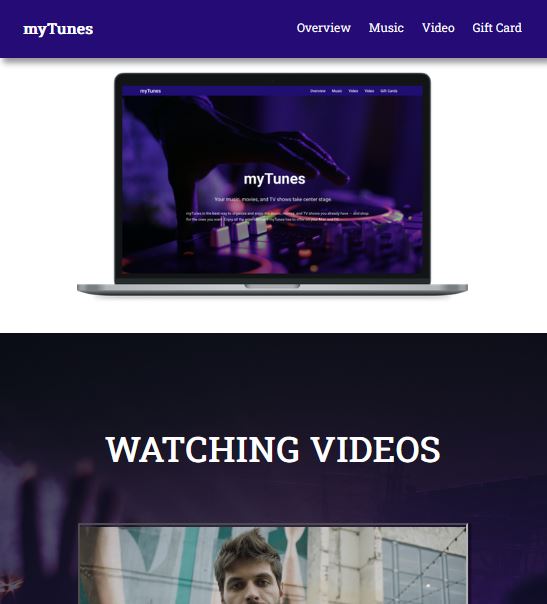 myTunes
Overview Music Video Gift Card
myTunes
Overview Music Video Video Gift Cards
myTunes
Your music, movies, and TV shows take center stage
myTunes is the best way to organize and enjoy the music, movies, and TV shows you already have — and shop
for the ones you want. Enjoy all the entertainment myTunes has to offer on your Mac and PC.
WATCHING VIDEOS